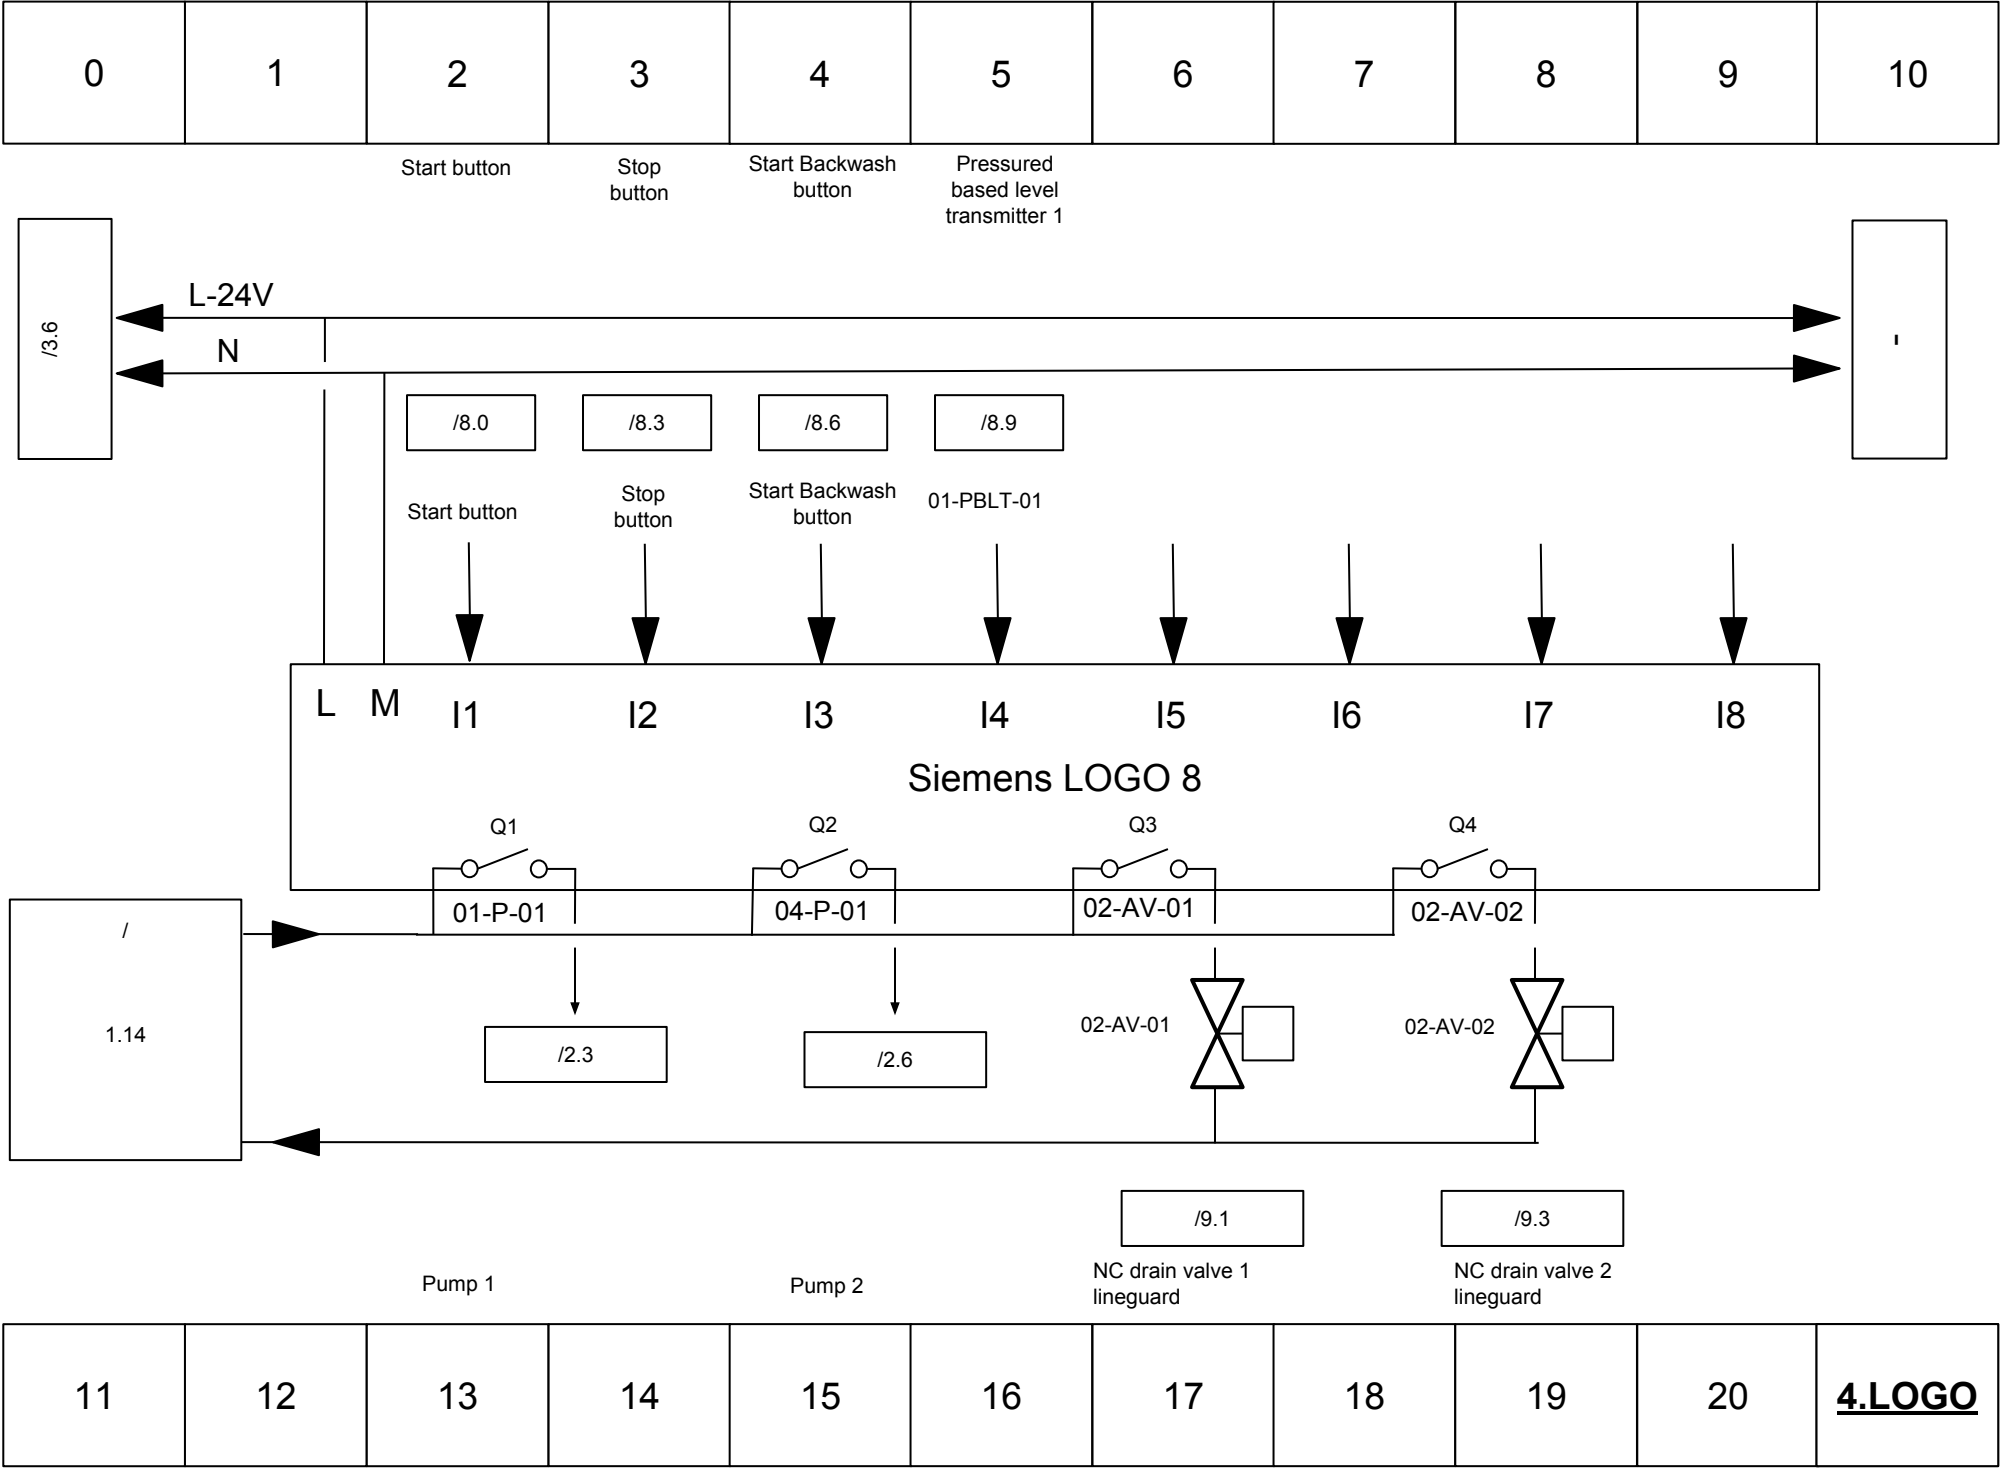 0 1 2 3 4 5 6 7 8 9 10
Start button
Stop
button
Start Backwash
button
Pressured
based level
transmitter 1
/3.6
L-24V
N
-
/8.0 /8.3 /8.6 /8.9
Start button
Stop
button
Start Backwash
button
01-PBLT-01
L M I1 I2 I3 I4 I5 I6 I7 I8
Siemens LOGO 8
Q1 Q2 Q3 Q4
01-P-01 04-P-01 02-AV-01 02-AV-02
/
1.14
02-AV-01 02-AV-02
/2.3 /2.6
/9.1 /9.3
Pump 1
Pump 2
NC drain valve 1
lineguard
NC drain valve 2
lineguard
11 12 13 14 15 16 17 18 19 20 4.LOGO